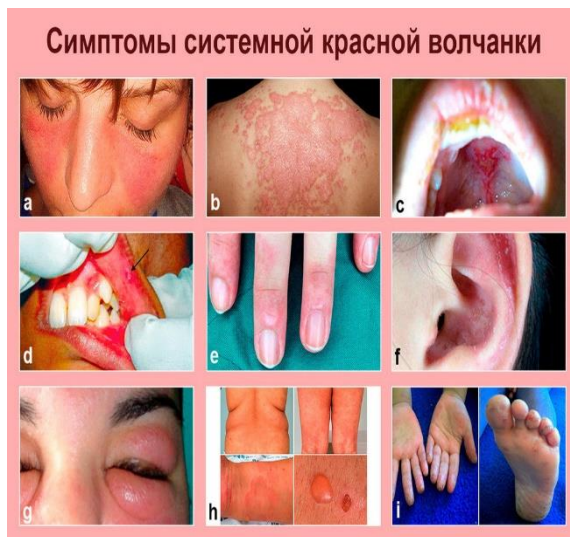 Симптомы системной красной волчанки
a
b
c
d
e
f
g
h
i